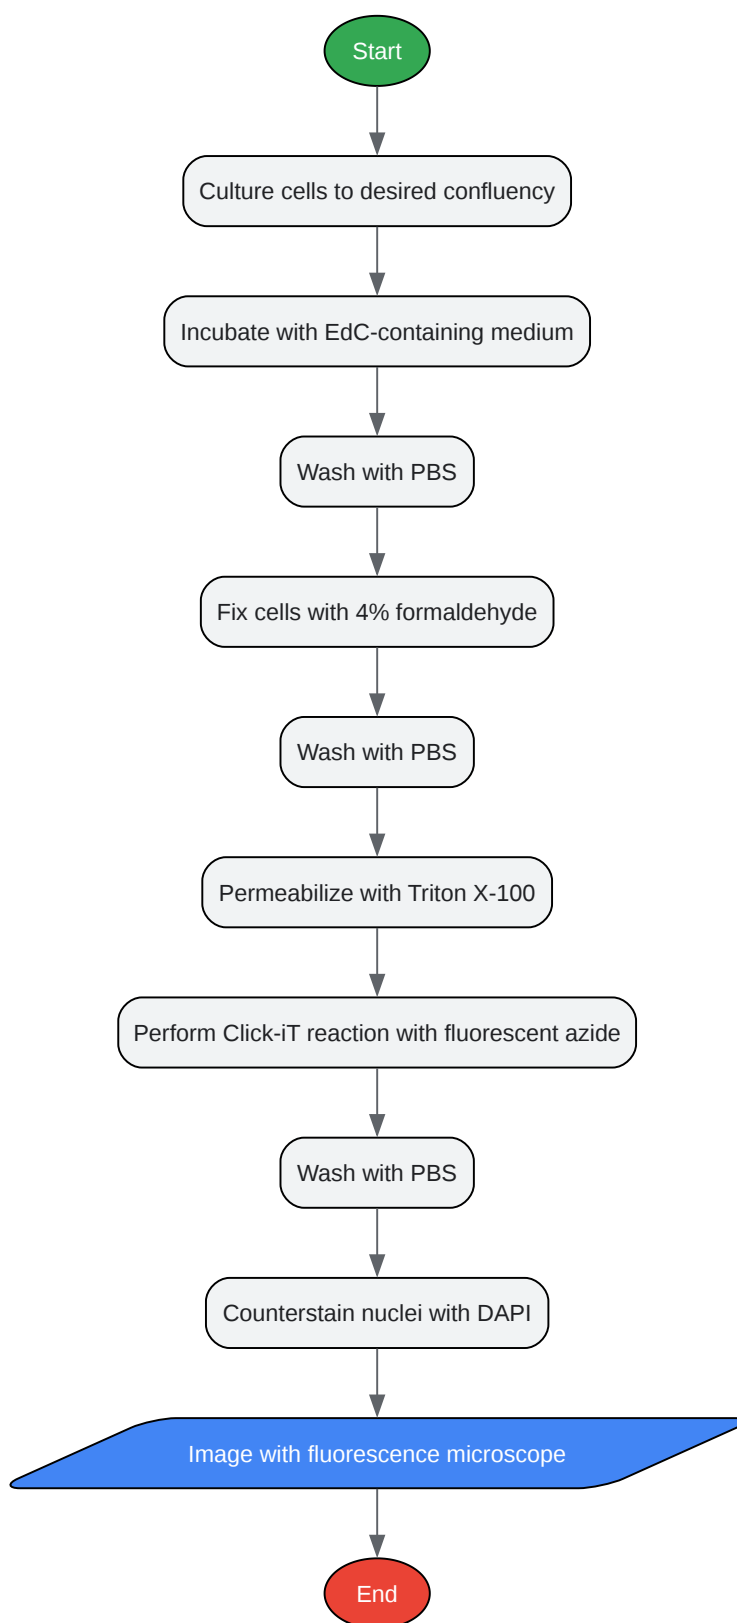 Start
Culture cells to desired confluency
Incubate with EdC-containing medium
Wash with PBS
Fix cells with 4% formaldehyde
Wash with PBS
Permeabilize with Triton X-100
Perform Click-iT reaction with fluorescent azide
Wash with PBS
Counterstain nuclei with DAPI
Image with fluorescence microscope
End